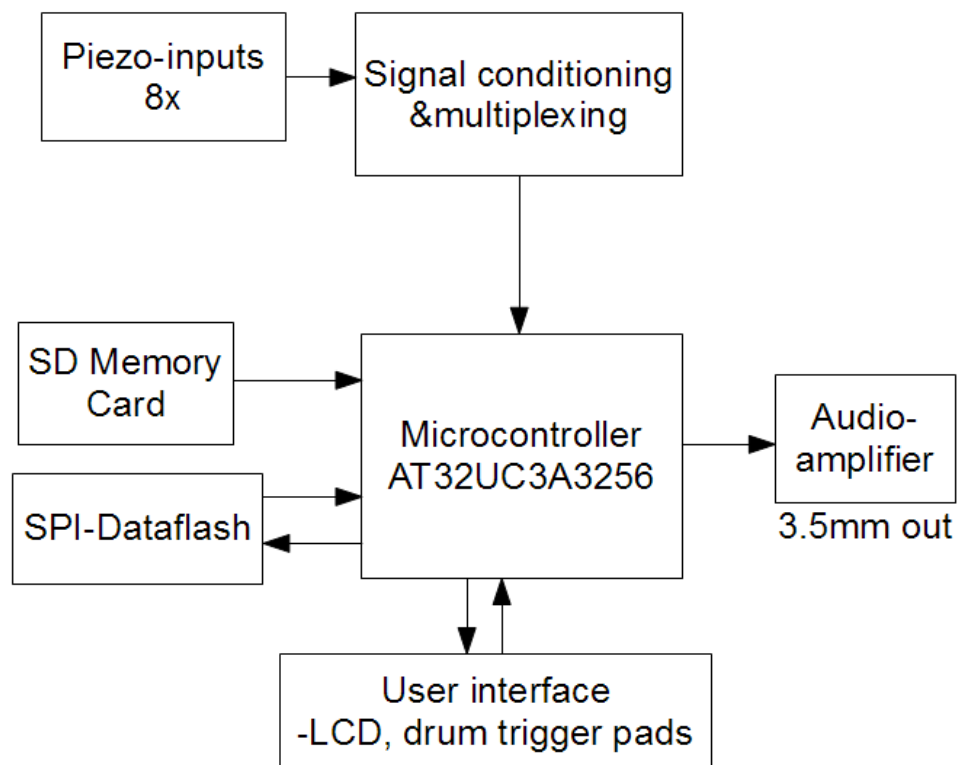 Piezo-inputs
8x
Signal conditioning
&multiplexing
SD Memory
Card
Microcontroller
AT32UC3A3256
Audio-
amplifier
3.5mm out
SPI-Dataflash
User interface
-LCD, drum trigger pads